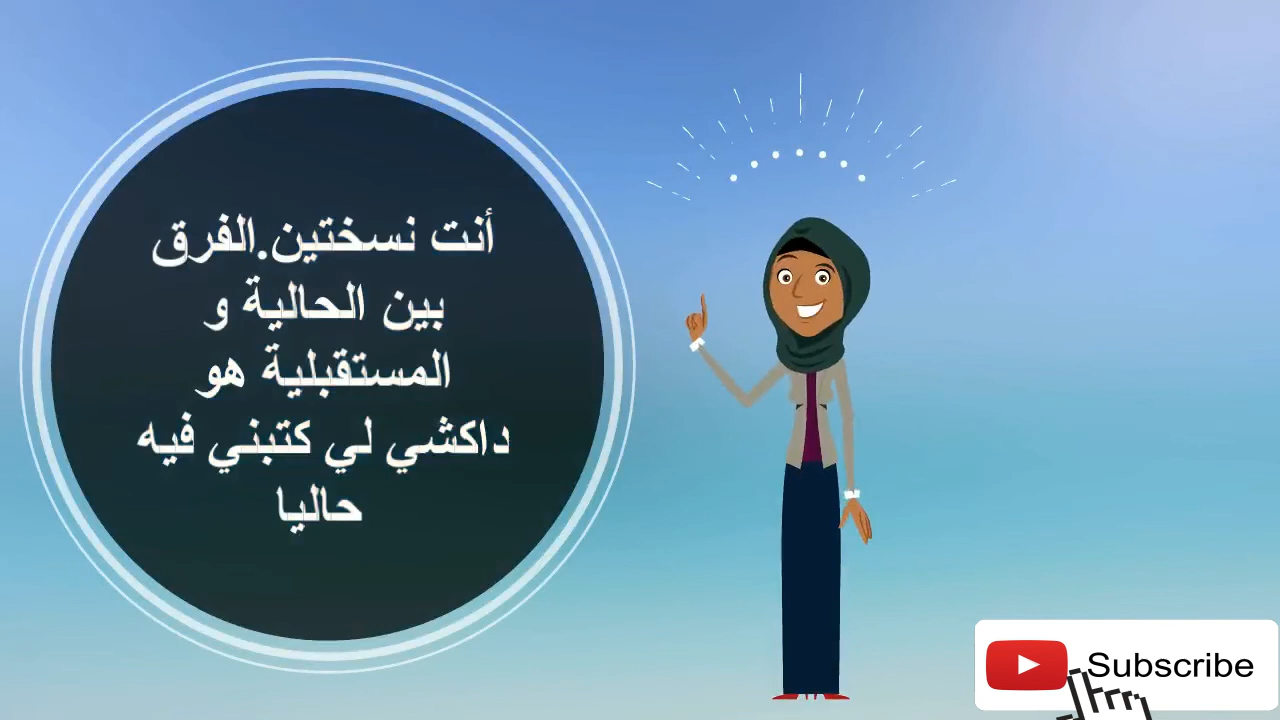 أنت نسختين.الفرق
بين الحالية و
المستقبلية هو
داكشي لي كتبني فيه
حاليا
Subscribe